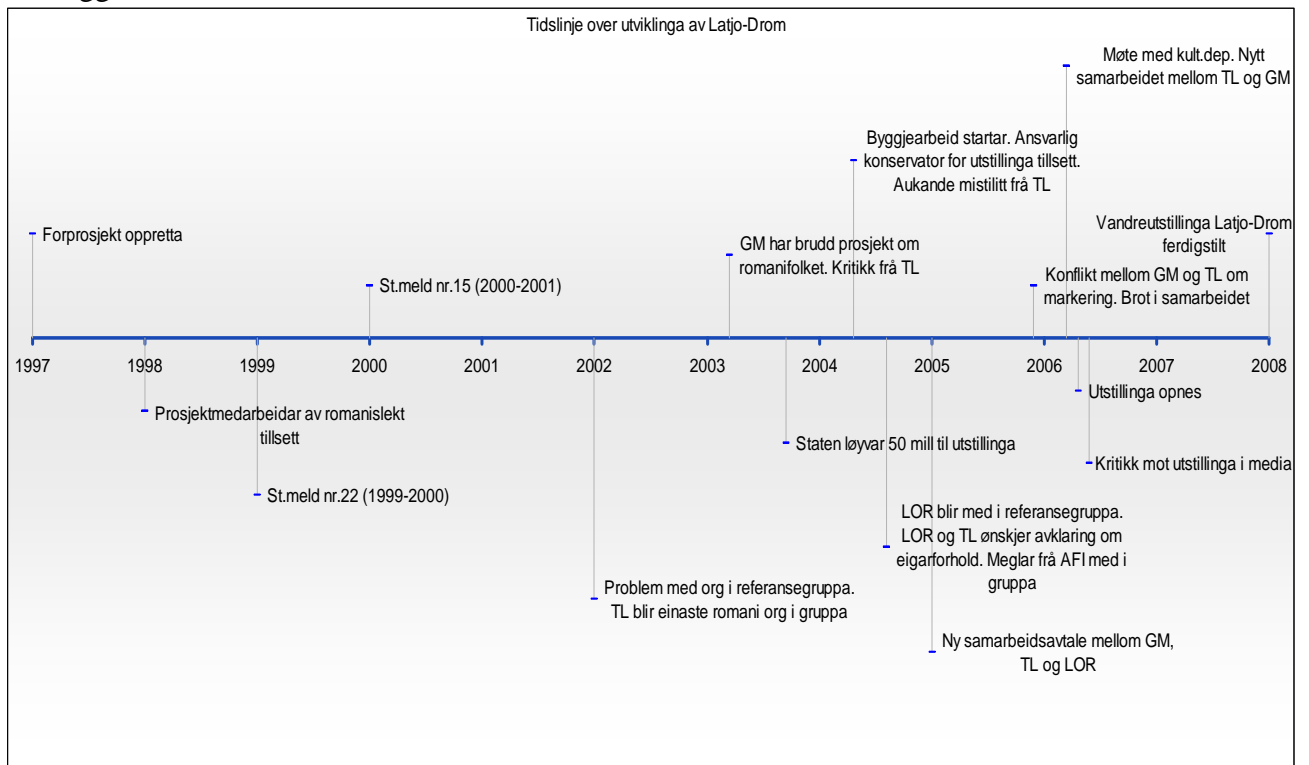 Tidslinje over utviklinga av Latjo-Drom
Møte med kult.dep. Nytt
samarbeidet mellom TL og GM
Byggjearbeid startar. Ansvarlig
konservator for utstillinga tillsett.
Aukande mistilitt frå TL
Vandreutstillinga Latjo-Drom
ferdigstilt
Forprosjekt oppretta
GM har brudd prosjekt om
romanifolket. Kritikk frå TL
Konflikt mellom GM og TL om
markering. Brot i samarbeidet
St.meld nr.15 (2000-2001)
1997 1998 1999 2000 2001 2002 2003 2004 2005 2006 2007 2008
Utstillinga opnes
Prosjektmedarbeidar av romanislekt
tillsett
Staten løyvar 50 mill til utstillinga
Kritikk mot utstillinga i media
St.meld nr.22 (1999-2000)
LOR blir med i referansegruppa.
LOR og TL ønskjer avklaring om
eigarforhold. Meglar frå AFI med i
gruppa
Problem med org i referansegruppa.
TL blir einaste romani org i gruppa
Ny samarbeidsavtale mellom GM,
TL og LOR